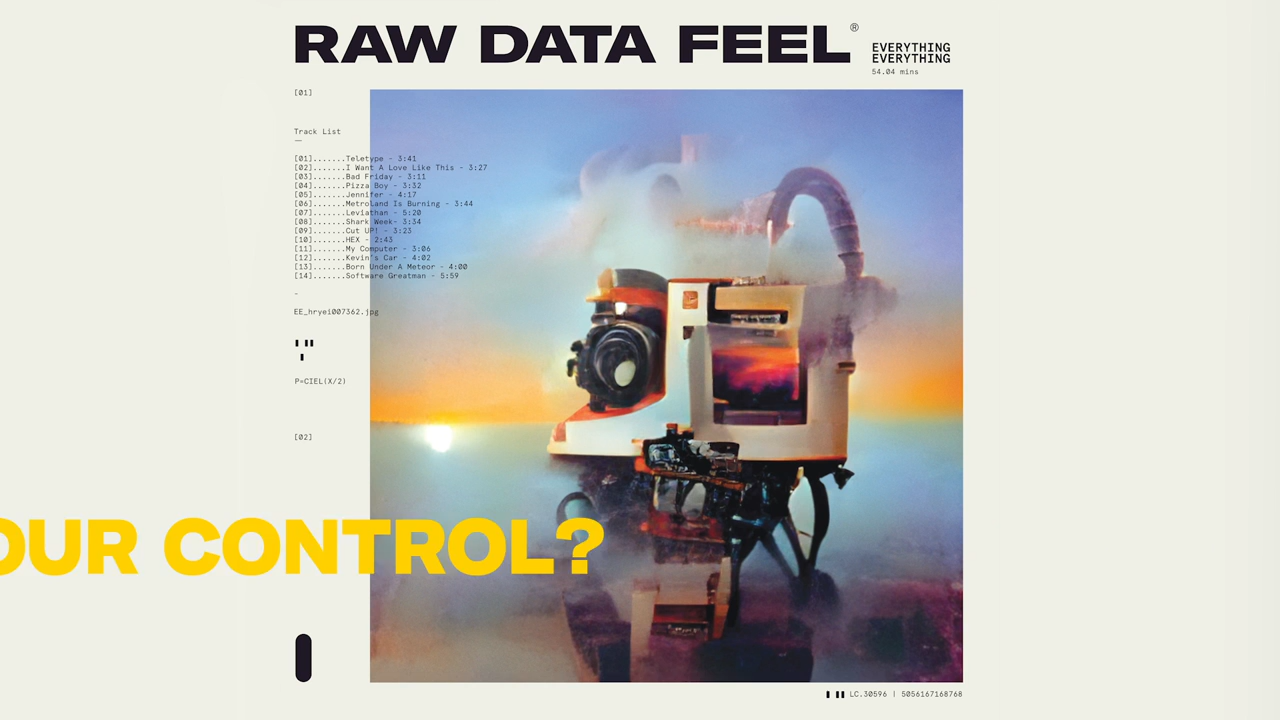 RAW DATA FEEL®
EVERYTHING
EVERYTHING
54.04 mins
[01]
Track List
—
[01].......Teletype - 3:41
[02].......I Want A Love Like This - 3:27
[03].......Bad Friday - 3:11
[04].......Pizza Boy - 3:32
[05].......Jennifer - 4:17
[06].......Metroland Is Burning - 3:44
[07].......Leviathan - 5:20
[08].......Shark Week- 3:34
[09].......Cut UP! - 3:23
[10].......HEX - 2:43
[11].......My Computer - 3:06
[12].......Kevin's Car - 4:02
[13].......Born Under A Meteor - 4:00
[14].......Software Greatman - 5:59
-
EE_hryei007362.jpg
P=CIEL(X/2)
[02]
OUR CONTROL?
LC.30596 | 5056167168768